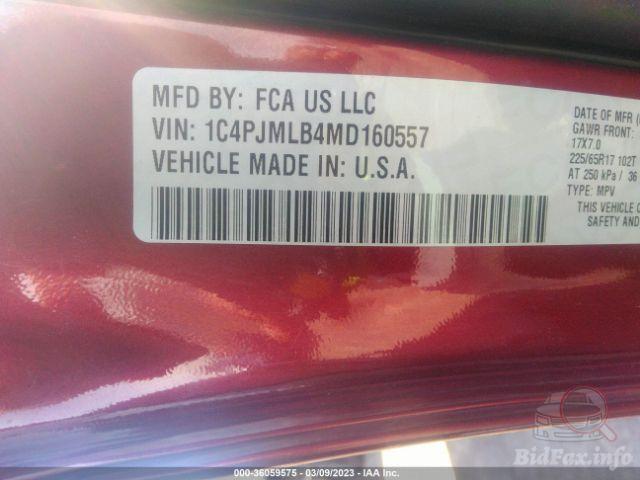 MFD BY: FCA US LLC
VIN: 1C4PJMLB4MD160557
VEHICLE MADE IN: U.S.A.
DATE OF MFD
GAWR FRONT:
17X7.0
225/65R17 102T
AT 250 kPa / 36
TYPE: MPV
THIS VEHICLE
SAFETY AND
000-36059575 - 03/09/2023 - IAA Inc.
BidFax.info